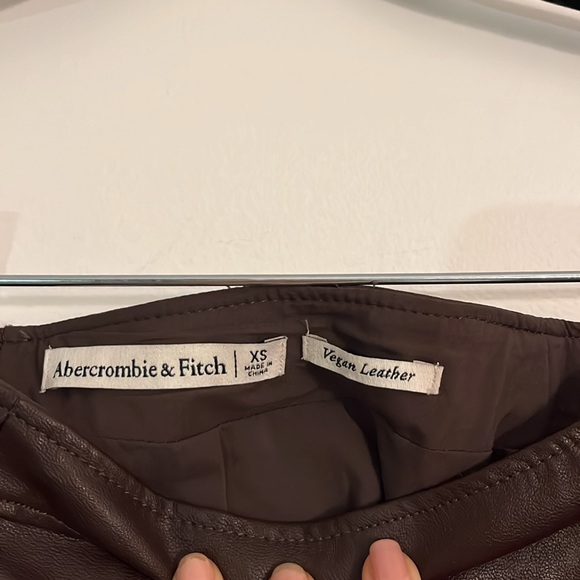 Abercrombie & Fitch
XS
MADE IN
CHINA
Vegan Leather